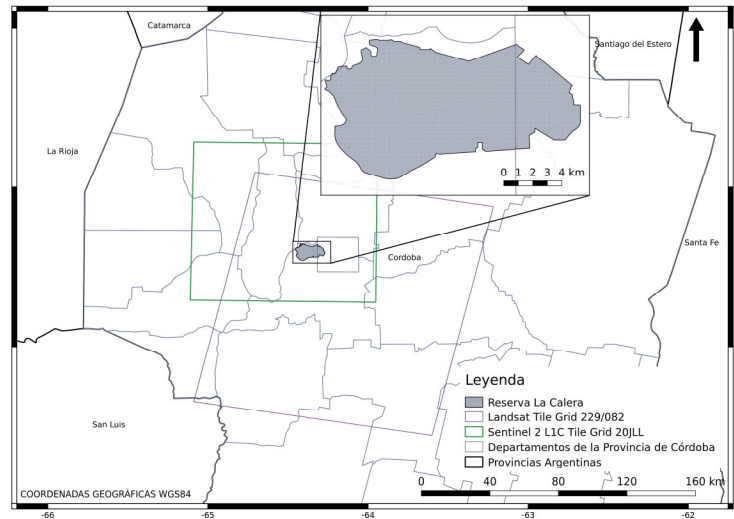 Catamarca
Santiago del Estero
La Rioja
0 1 2 3 4 km
Cordoba
Santa Fe
San Luis
Leyenda
Reserva La Calera
Landsat Tile Grid 229/082
Sentinel 2 L1C Tile Grid 20JLL
Departamentos de la Provincia de Córdoba
Provincias Argentinas
0 40 80 120 160 km
COORDENADAS GEOGRÁFICAS WGS84
-66 -65 -64 -63 -62